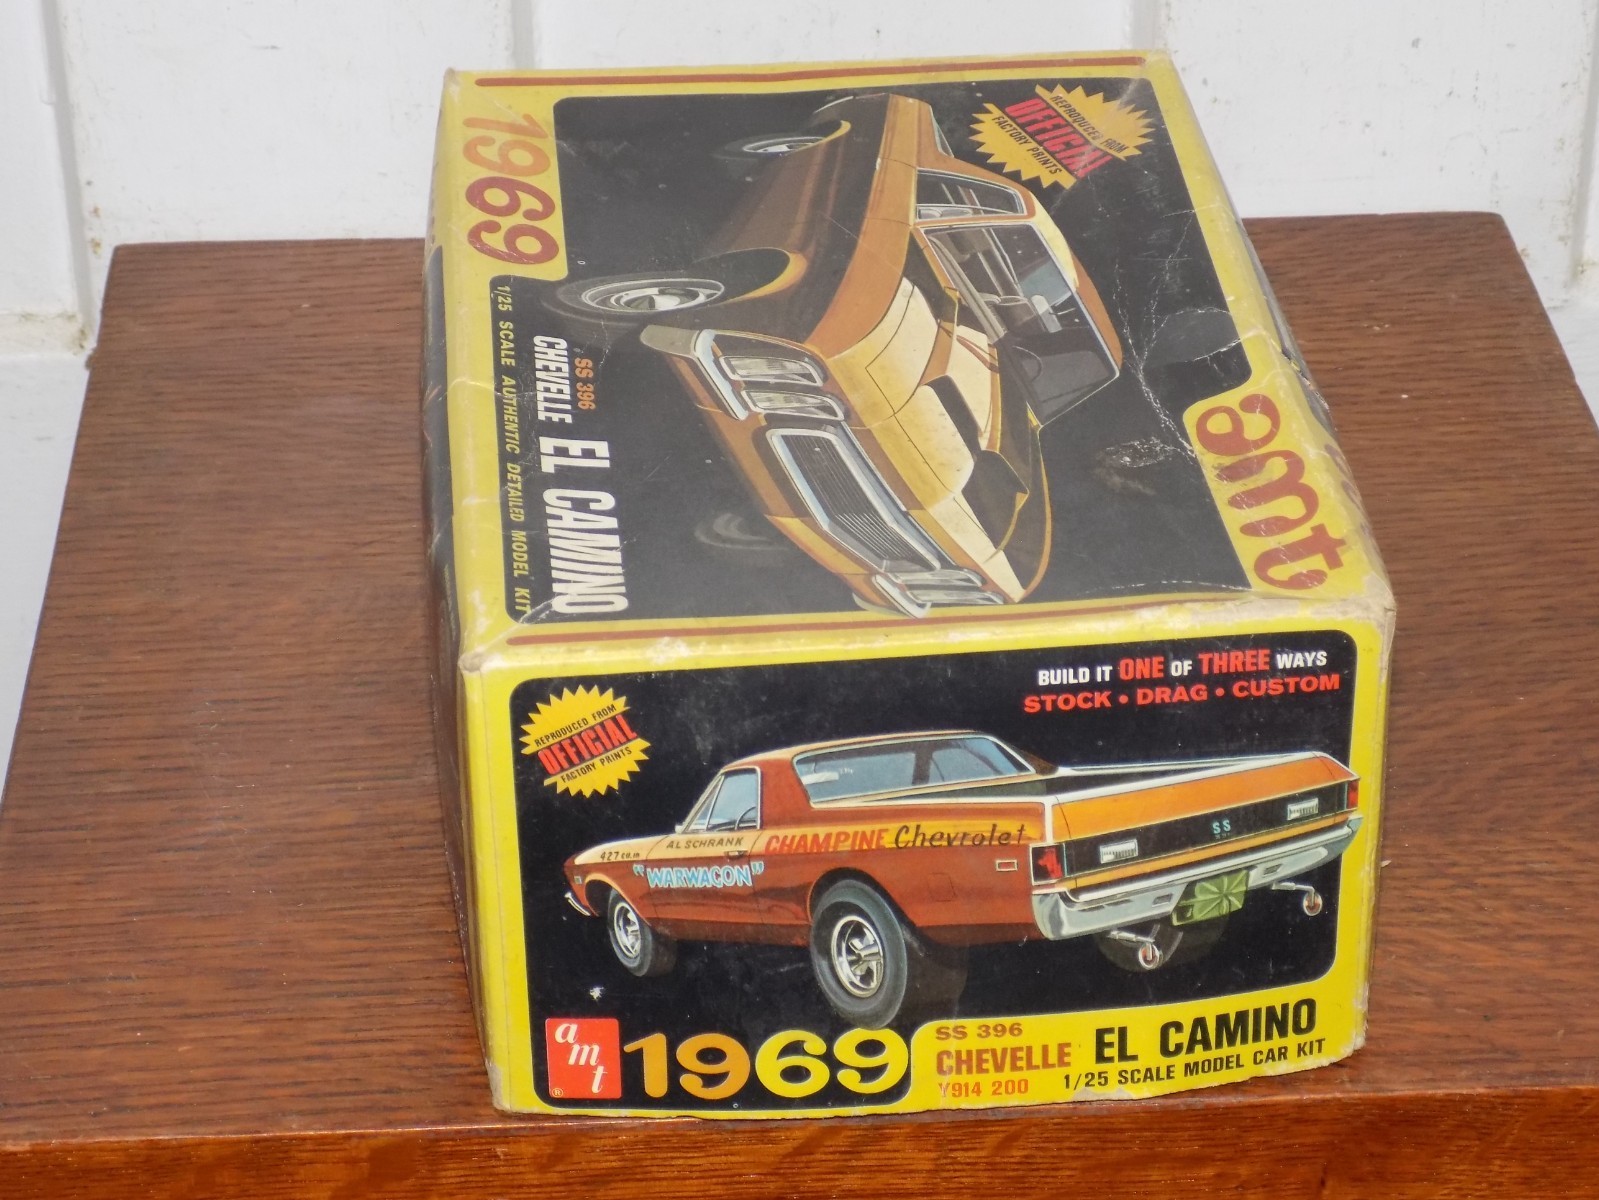 1969
REPRODUCED FROM
OFFICIAL
FACTORY PRINTS
SS 396
CHEVELLE EL CAMINO
1/25 SCALE AUTHENTIC DETAILED MODEL KIT
amt
BUILD IT ONE OF THREE WAYS
STOCK • DRAG • CUSTOM
REPRODUCED FROM
OFFICIAL
FACTORY PRINTS
427 CU. IN.
AL SCHRANK
CHAMPINE Chevrolet
"WARWAGON"
SS
amt
®
1969
SS 396
CHEVELLE EL CAMINO
Y914 200
1/25 SCALE MODEL CAR KIT